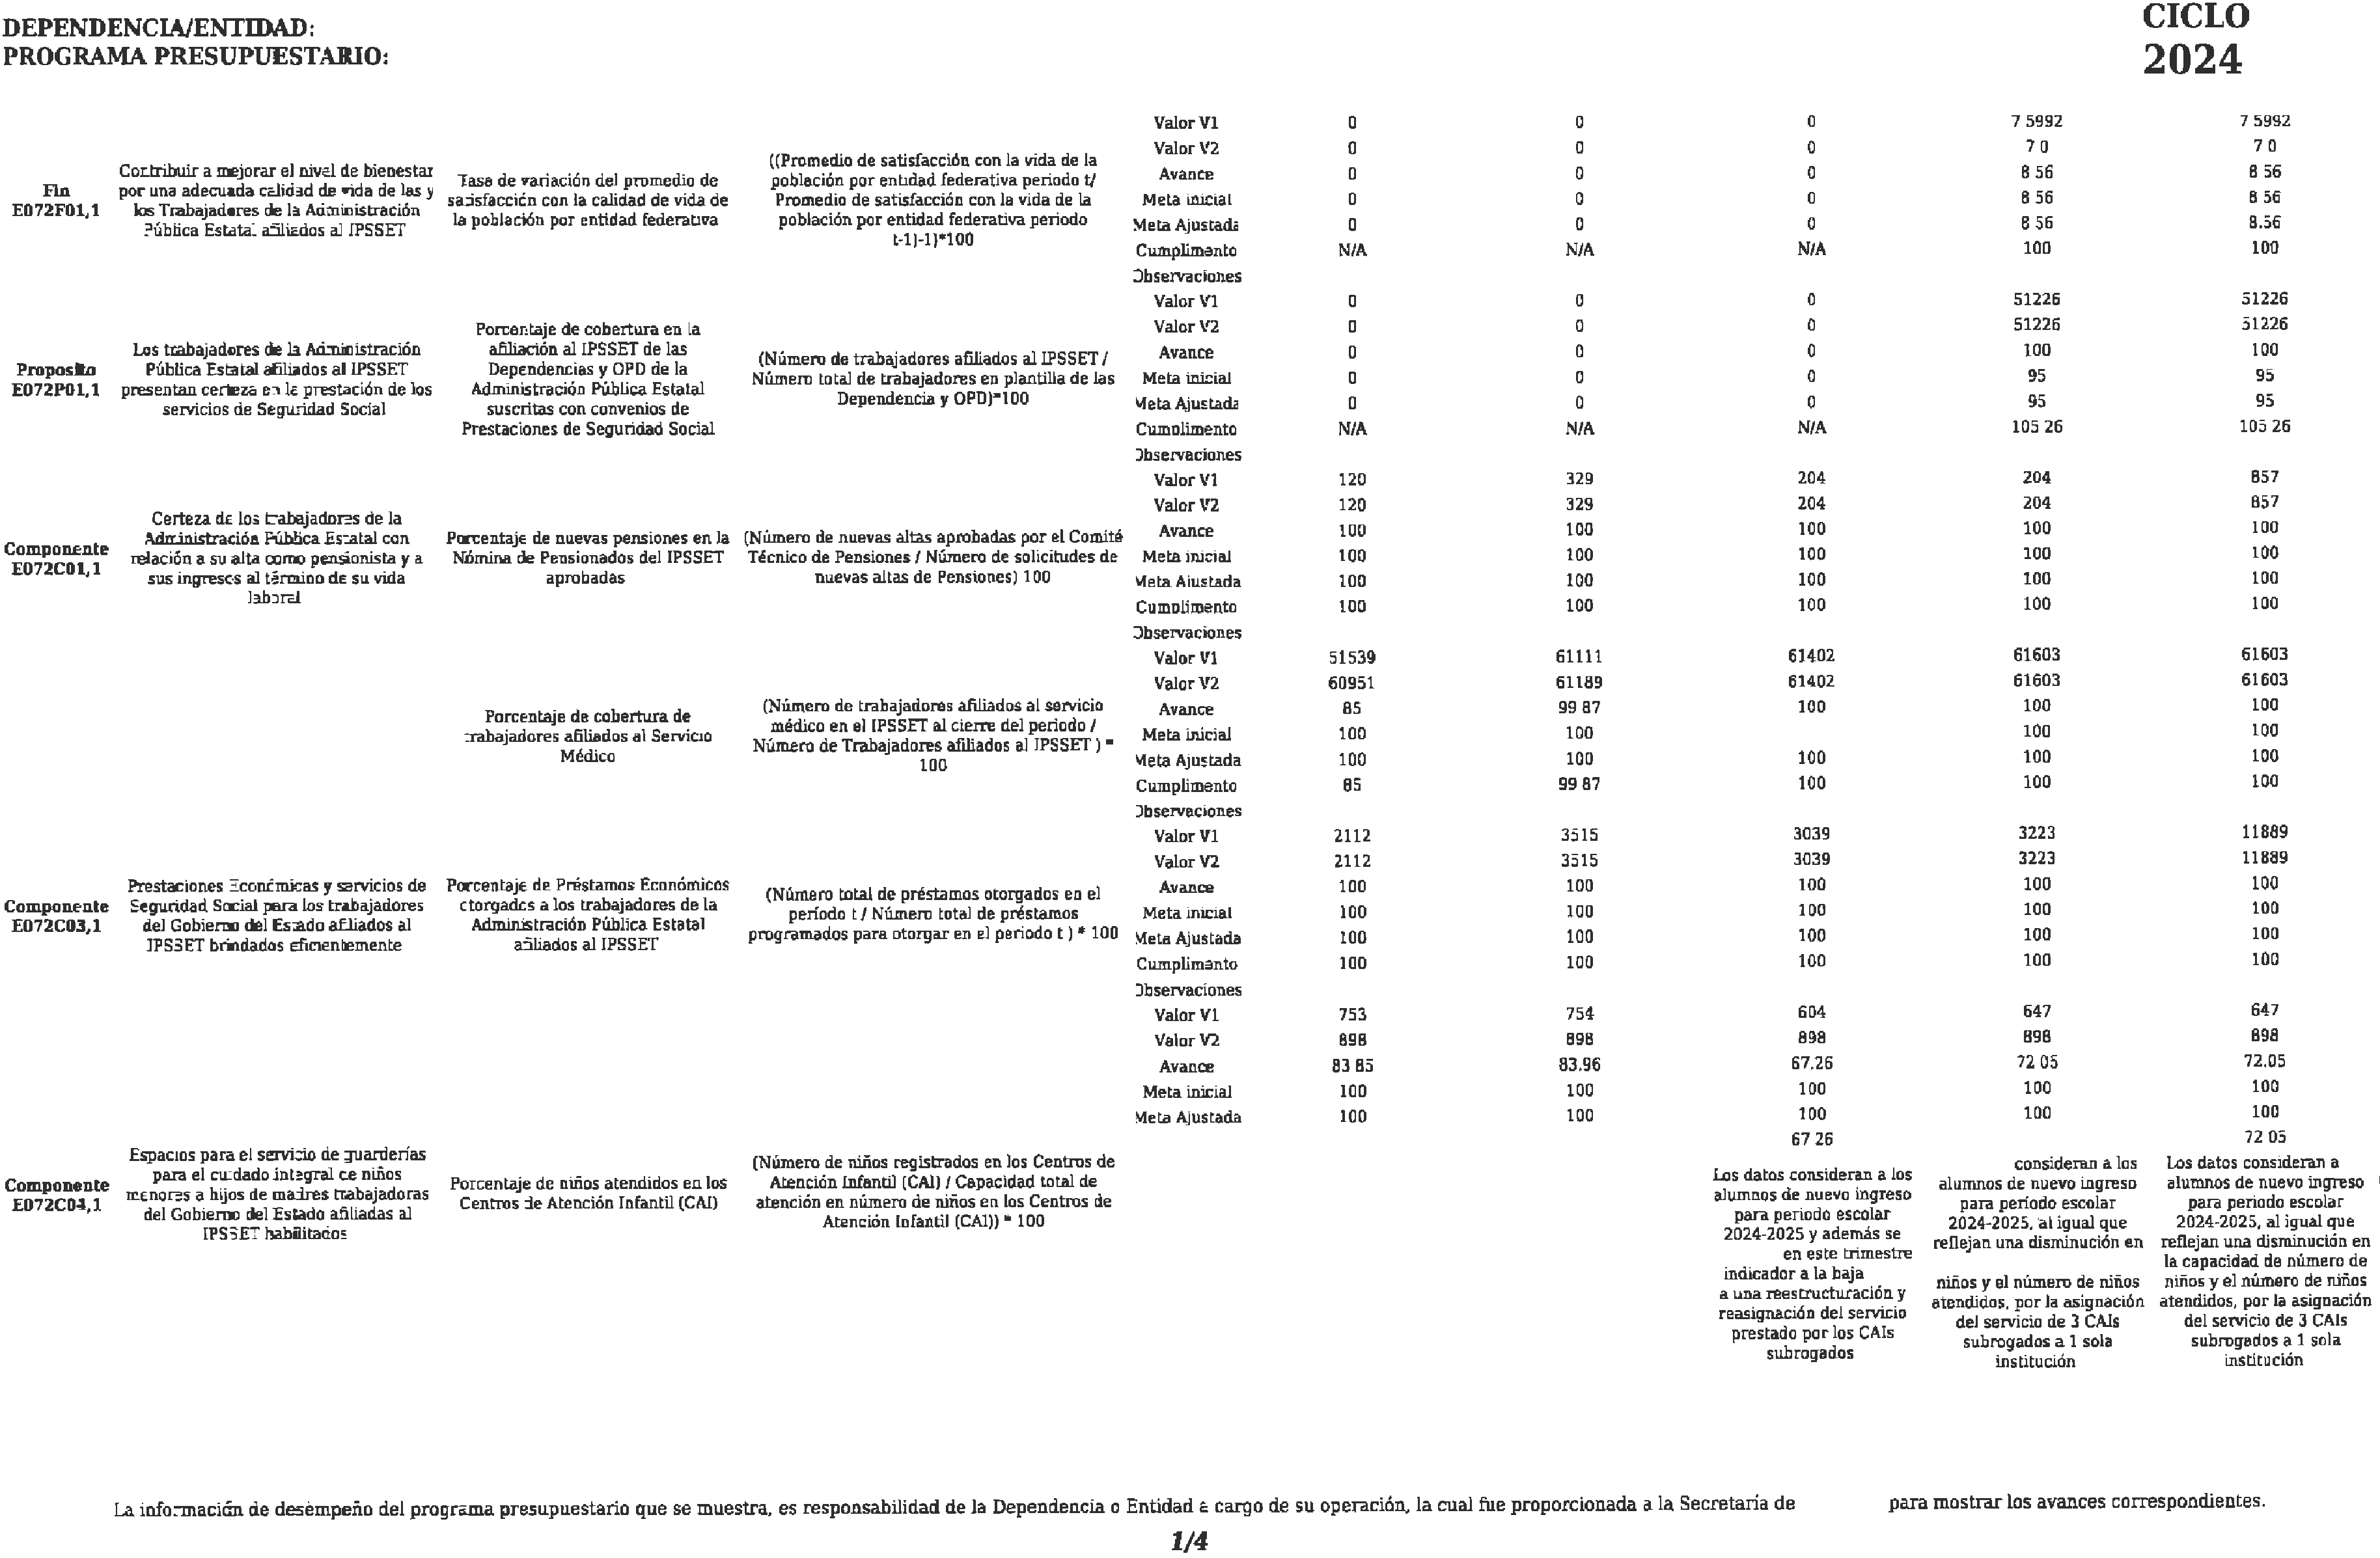 DEPENDENCIA/ENTIDAD:
PROGRAMA PRESUPUESTARIO:
CICLO
2024
Fin
E072F01,1
Contribuir a mejorar el nivel de bienestar
por una adecuada calidad de vida de las y
los Trabajadores de la Administración
Pública Estatal afiliados al IPSSET
Tasa de variación del promedio de
satisfacción con la calidad de vida de
la población por entidad federativa
((Promedio de satisfacción con la vida de la
población por entidad federativa periodo t/
Promedio de satisfacción con la vida de la
población por entidad federativa periodo
t-1)-1)*100
Valor V1 0 0 0 7 5992 7 5992
Valor V2 0 0 0 7 0 7 0
Avance 0 0 0 8 56 8 56
Meta inicial 0 0 0 8 56 8 56
Meta Ajustada 0 0 0 8 56 8.56
Cumplimento N/A N/A N/A 100 100
Observaciones
Proposito
E072P01,1
Los trabajadores de la Administración
Pública Estatal afiliados al IPSSET
presentan certeza en la prestación de los
servicios de Seguridad Social
Porcentaje de cobertura en la
afiliación al IPSSET de las
Dependencias y OPD de la
Administración Pública Estatal
suscritas con convenios de
Prestaciones de Seguridad Social
(Número de trabajadores afiliados al IPSSET /
Número total de trabajadores en plantilla de las
Dependencia y OPD)*100
Valor V1 0 0 0 51226 51226
Valor V2 0 0 0 51226 51226
Avance 0 0 0 100 100
Meta inicial 0 0 0 95 95
Meta Ajustada 0 0 0 95 95
Cumplimento N/A N/A N/A 105 26 105 26
Observaciones
Componente
E072C01,1
Certeza de los trabajadores de la
Administración Pública Estatal con
relación a su alta como pensionista y a
sus ingresos al término de su vida
laboral
Porcentaje de nuevas pensiones en la
Nómina de Pensionados del IPSSET
aprobadas
(Número de nuevas altas aprobadas por el Comité
Técnico de Pensiones / Número de solicitudes de
nuevas altas de Pensiones) 100
Valor V1 120 329 204 204 857
Valor V2 120 329 204 204 857
Avance 100 100 100 100 100
Meta inicial 100 100 100 100 100
Meta Ajustada 100 100 100 100 100
Cumplimento 100 100 100 100 100
Observaciones
Porcentaje de cobertura de
trabajadores afiliados al Servicio
Médico
(Número de trabajadores afiliados al servicio
médico en el IPSSET al cierre del periodo /
Número de Trabajadores afiliados al IPSSET ) *
100
Valor V1 51539 61111 61402 61603 61603
Valor V2 60951 61189 61402 61603 61603
Avance 85 99 87 100 100 100
Meta inicial 100 100 100 100
Meta Ajustada 100 100 100 100 100
Cumplimento 85 99 87 100 100 100
Observaciones
Componente
E072C03,1
Prestaciones Económicas y servicios de
Seguridad Social para los trabajadores
del Gobierno del Estado afiliados al
IPSSET brindados eficientemente
Porcentaje de Préstamos Económicos
otorgados a los trabajadores de la
Administración Pública Estatal
afiliados al IPSSET
(Número total de préstamos otorgados en el
período t / Número total de préstamos
programados para otorgar en el periodo t ) * 100
Valor V1 2112 3515 3039 3223 11889
Valor V2 2112 3515 3039 3223 11889
Avance 100 100 100 100 100
Meta inicial 100 100 100 100 100
Meta Ajustada 100 100 100 100 100
Cumplimento 100 100 100 100 100
Observaciones
Valor V1 753 754 604 647 647
Valor V2 898 898 898 898 898
Avance 83 85 83.96 67.26 72 05 72.05
Meta inicial 100 100 100 100 100
Meta Ajustada 100 100 100 100 100
67 26 72 05
Componente
E072C04,1
Espacios para el servicio de guarderías
para el cuidado integral de niños
menores a hijos de madres trabajadoras
del Gobierno del Estado afiliadas al
IPSSET habilitados
Porcentaje de niños atendidos en los
Centros de Atención Infantil (CAI)
(Número de niños registrados en los Centros de
Atención Infantil (CAI) / Capacidad total de
atención en número de niños en los Centros de
Atención Infantil (CAI)) * 100
Los datos consideran a los
alumnos de nuevo ingreso
para periodo escolar
2024-2025 y además se
en este trimestre
indicador a la baja
a una reestructuración y
reasignación del servicio
prestado por los CAIs
subrogados
consideran a los
alumnos de nuevo ingreso
para período escolar
2024-2025, al igual que
reflejan una disminución en
niños y el número de niños
atendidos, por la asignación
del servicio de 3 CAIs
subrogados a 1 sola
institución
Los datos consideran a
alumnos de nuevo ingreso
para periodo escolar
2024-2025, al igual que
reflejan una disminución en
la capacidad de número de
niños y el número de niños
atendidos, por la asignación
del servicio de 3 CAIs
subrogados a 1 sola
institución
La información de desempeño del programa presupuestario que se muestra, es responsabilidad de la Dependencia o Entidad a cargo de su operación, la cual fue proporcionada a la Secretaría de para mostrar los avances correspondientes.
1/4